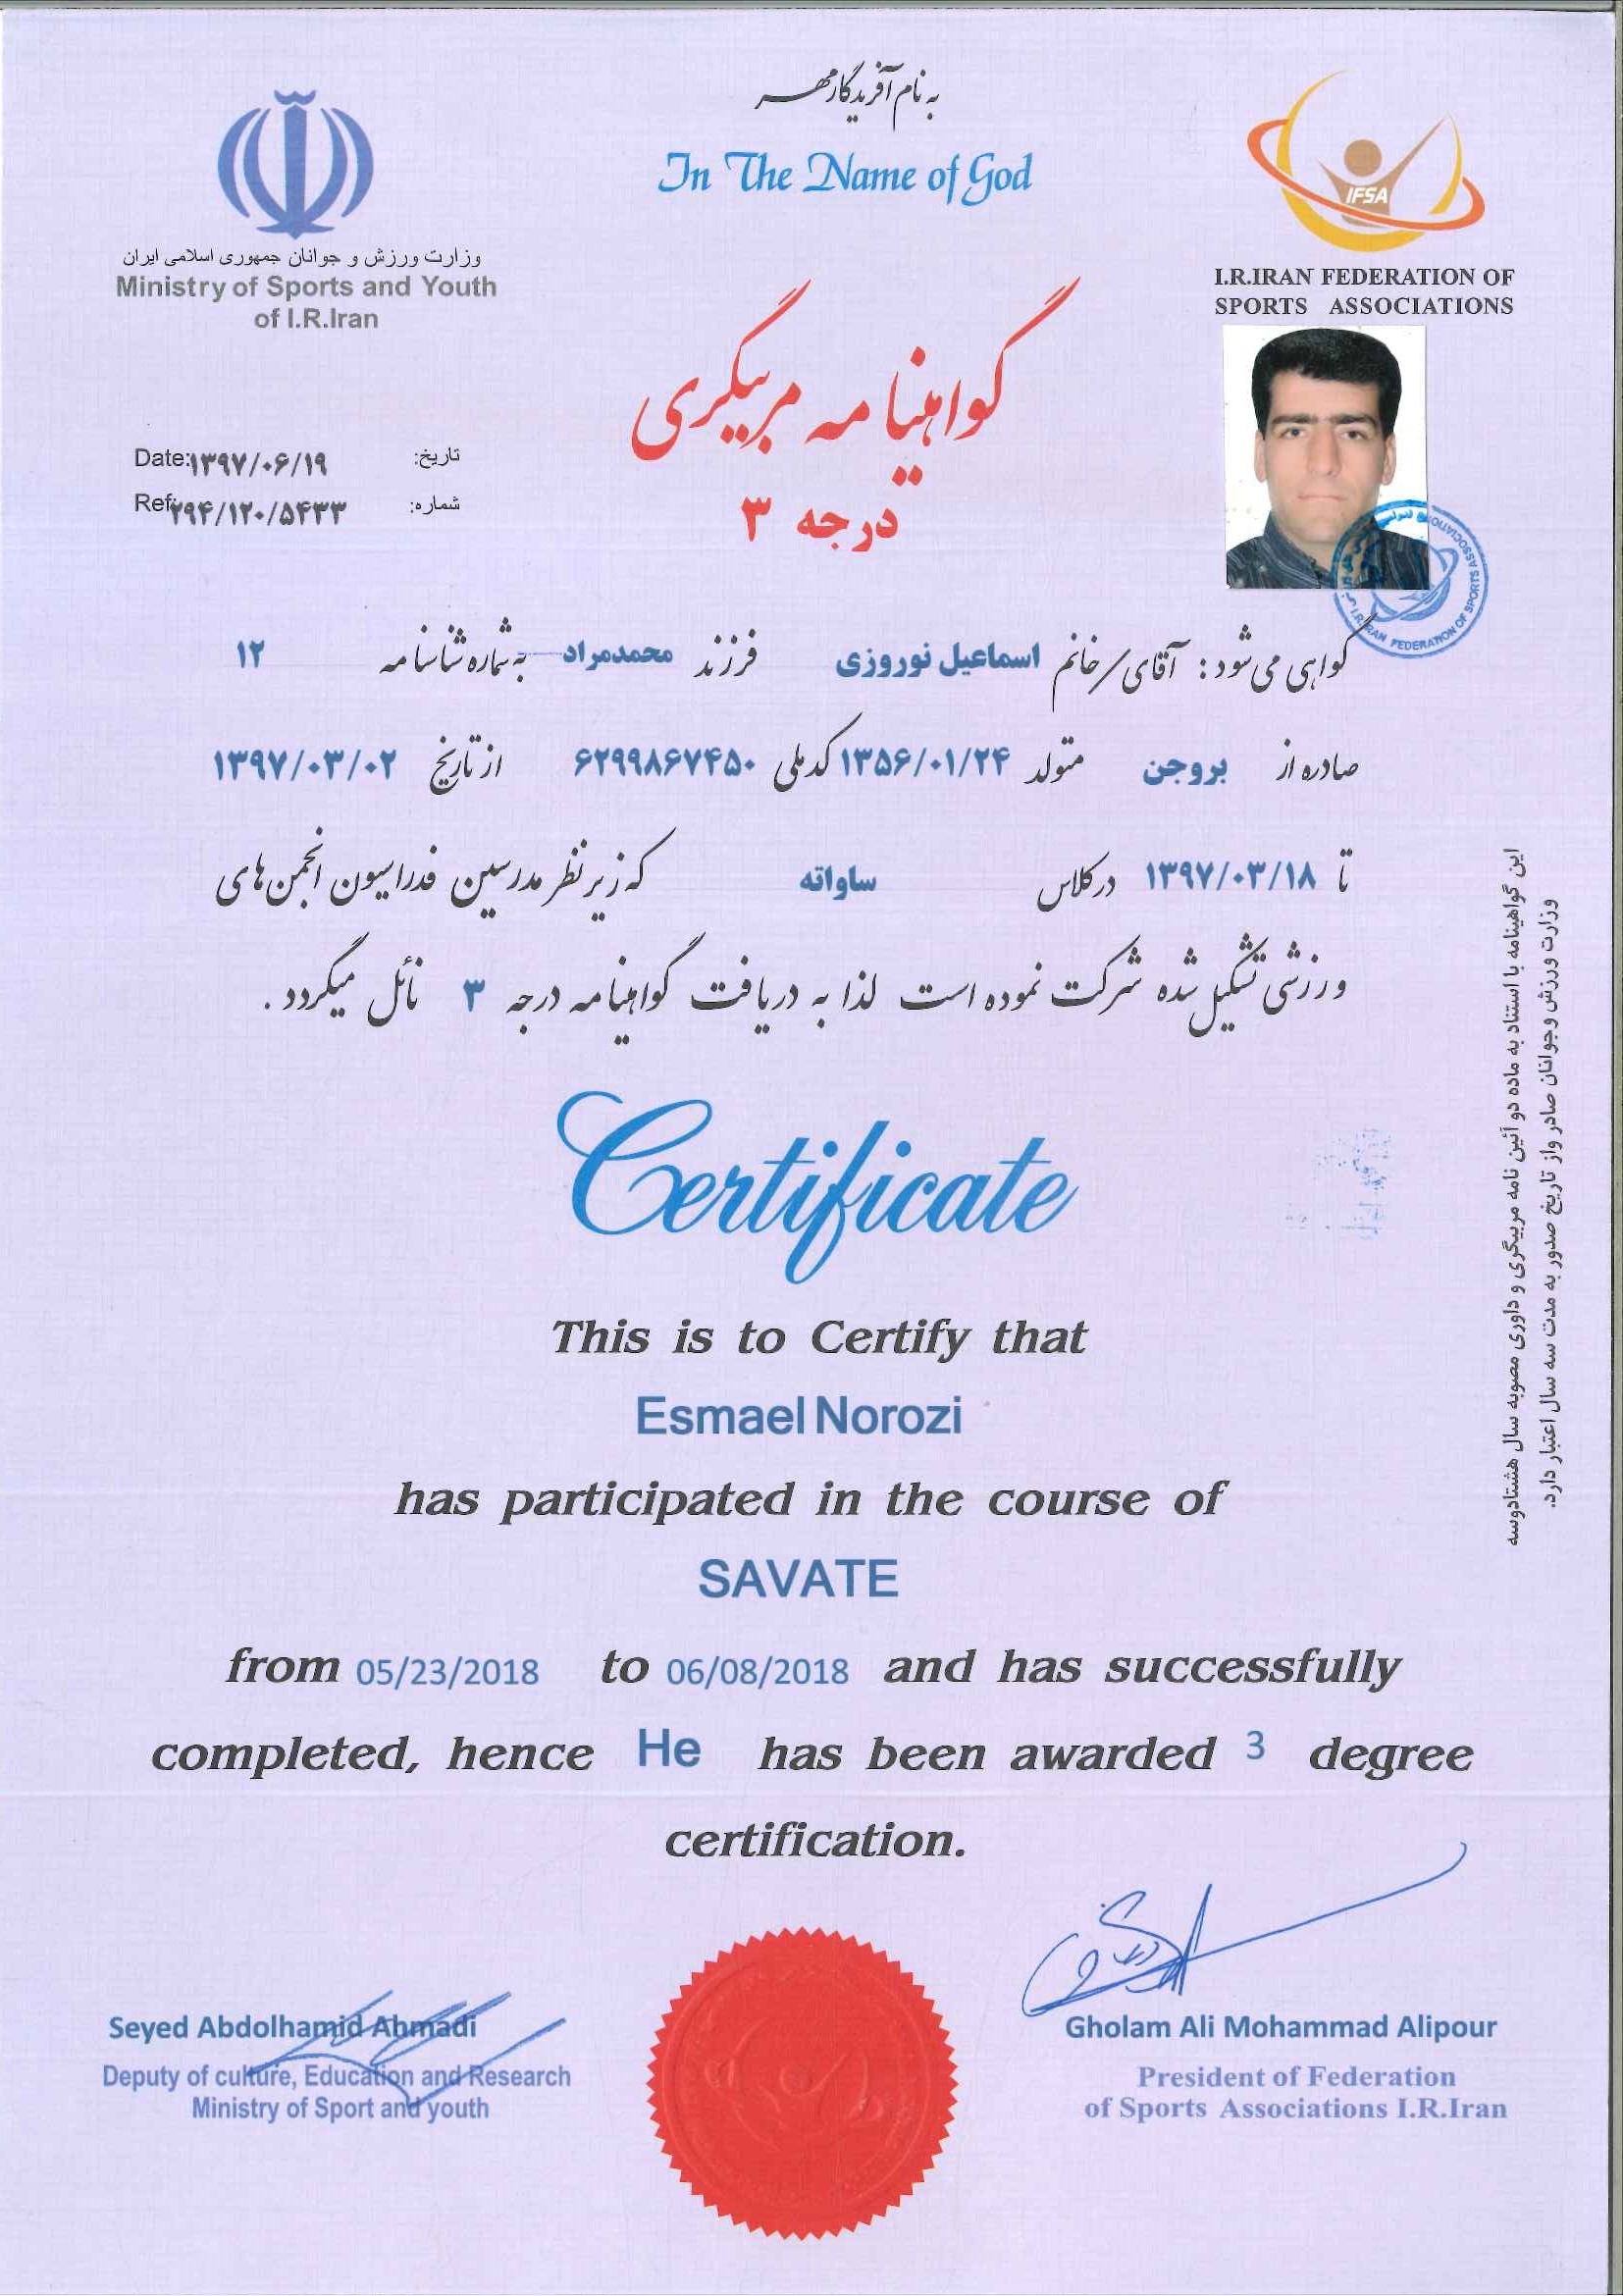 به نام آفریدگار مهر
In The Name of God
وزارت ورزش و جوانان جمهوری اسلامی ایران
Ministry of Sports and Youth
of I.R.Iran
IFSA
I.R.IRAN FEDERATION OF
SPORTS ASSOCIATIONS
گواهینامه مربیگری
درجه ۳
Date: ۱۳۹۷/۰۶/۱۹ تاریخ:
Ref: ۲۹۴/۱۲۰/۵۴۳۳ شماره:
I.R.IRAN FEDERATION OF SPORTS ASSOCIATIONS
گواهی می شود: آقای/خانم اسماعیل نوروزی فرزند محمدمراد به شماره شناسنامه ۱۲
صادره از بروجن متولد ۱۳۵۶/۰۱/۲۴ کد ملی ۶۲۹۹۸۶۷۴۵۰ از تاریخ ۱۳۹۷/۰۳/۰۲
تا ۱۳۹۷/۰۳/۱۸ در کلاس ساواته که زیر نظر مدرسین فدراسیون انجمن های
ورزشی تشکیل شده شرکت نموده است لذا به دریافت گواهینامه درجه ۳ نائل میگردد.
این گواهینامه با استناد به ماده دو آئین نامه مربیگری و داوری مصوبه سال هشتادوسه
وزارت ورزش وجوانان صادر واز تاریخ صدور به مدت سه سال اعتبار دارد.
Certificate
This is to Certify that
Esmael Norozi
has participated in the course of
SAVATE
from 05/23/2018 to 06/08/2018 and has successfully
completed, hence He has been awarded 3 degree
certification.
Seyed Abdolhamid Ahmadi
Deputy of culture, Education and Research
Ministry of Sport and youth
Gholam Ali Mohammad Alipour
President of Federation
of Sports Associations I.R.Iran